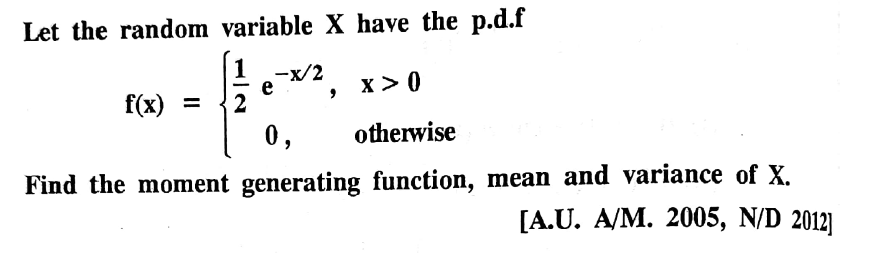 Let the random variable X have the p.d.f
f(x) = { 1/2 e^{-x/2}, x > 0
0, otherwise
Find the moment generating function, mean and variance of X.
[A.U. A/M. 2005, N/D 2012]